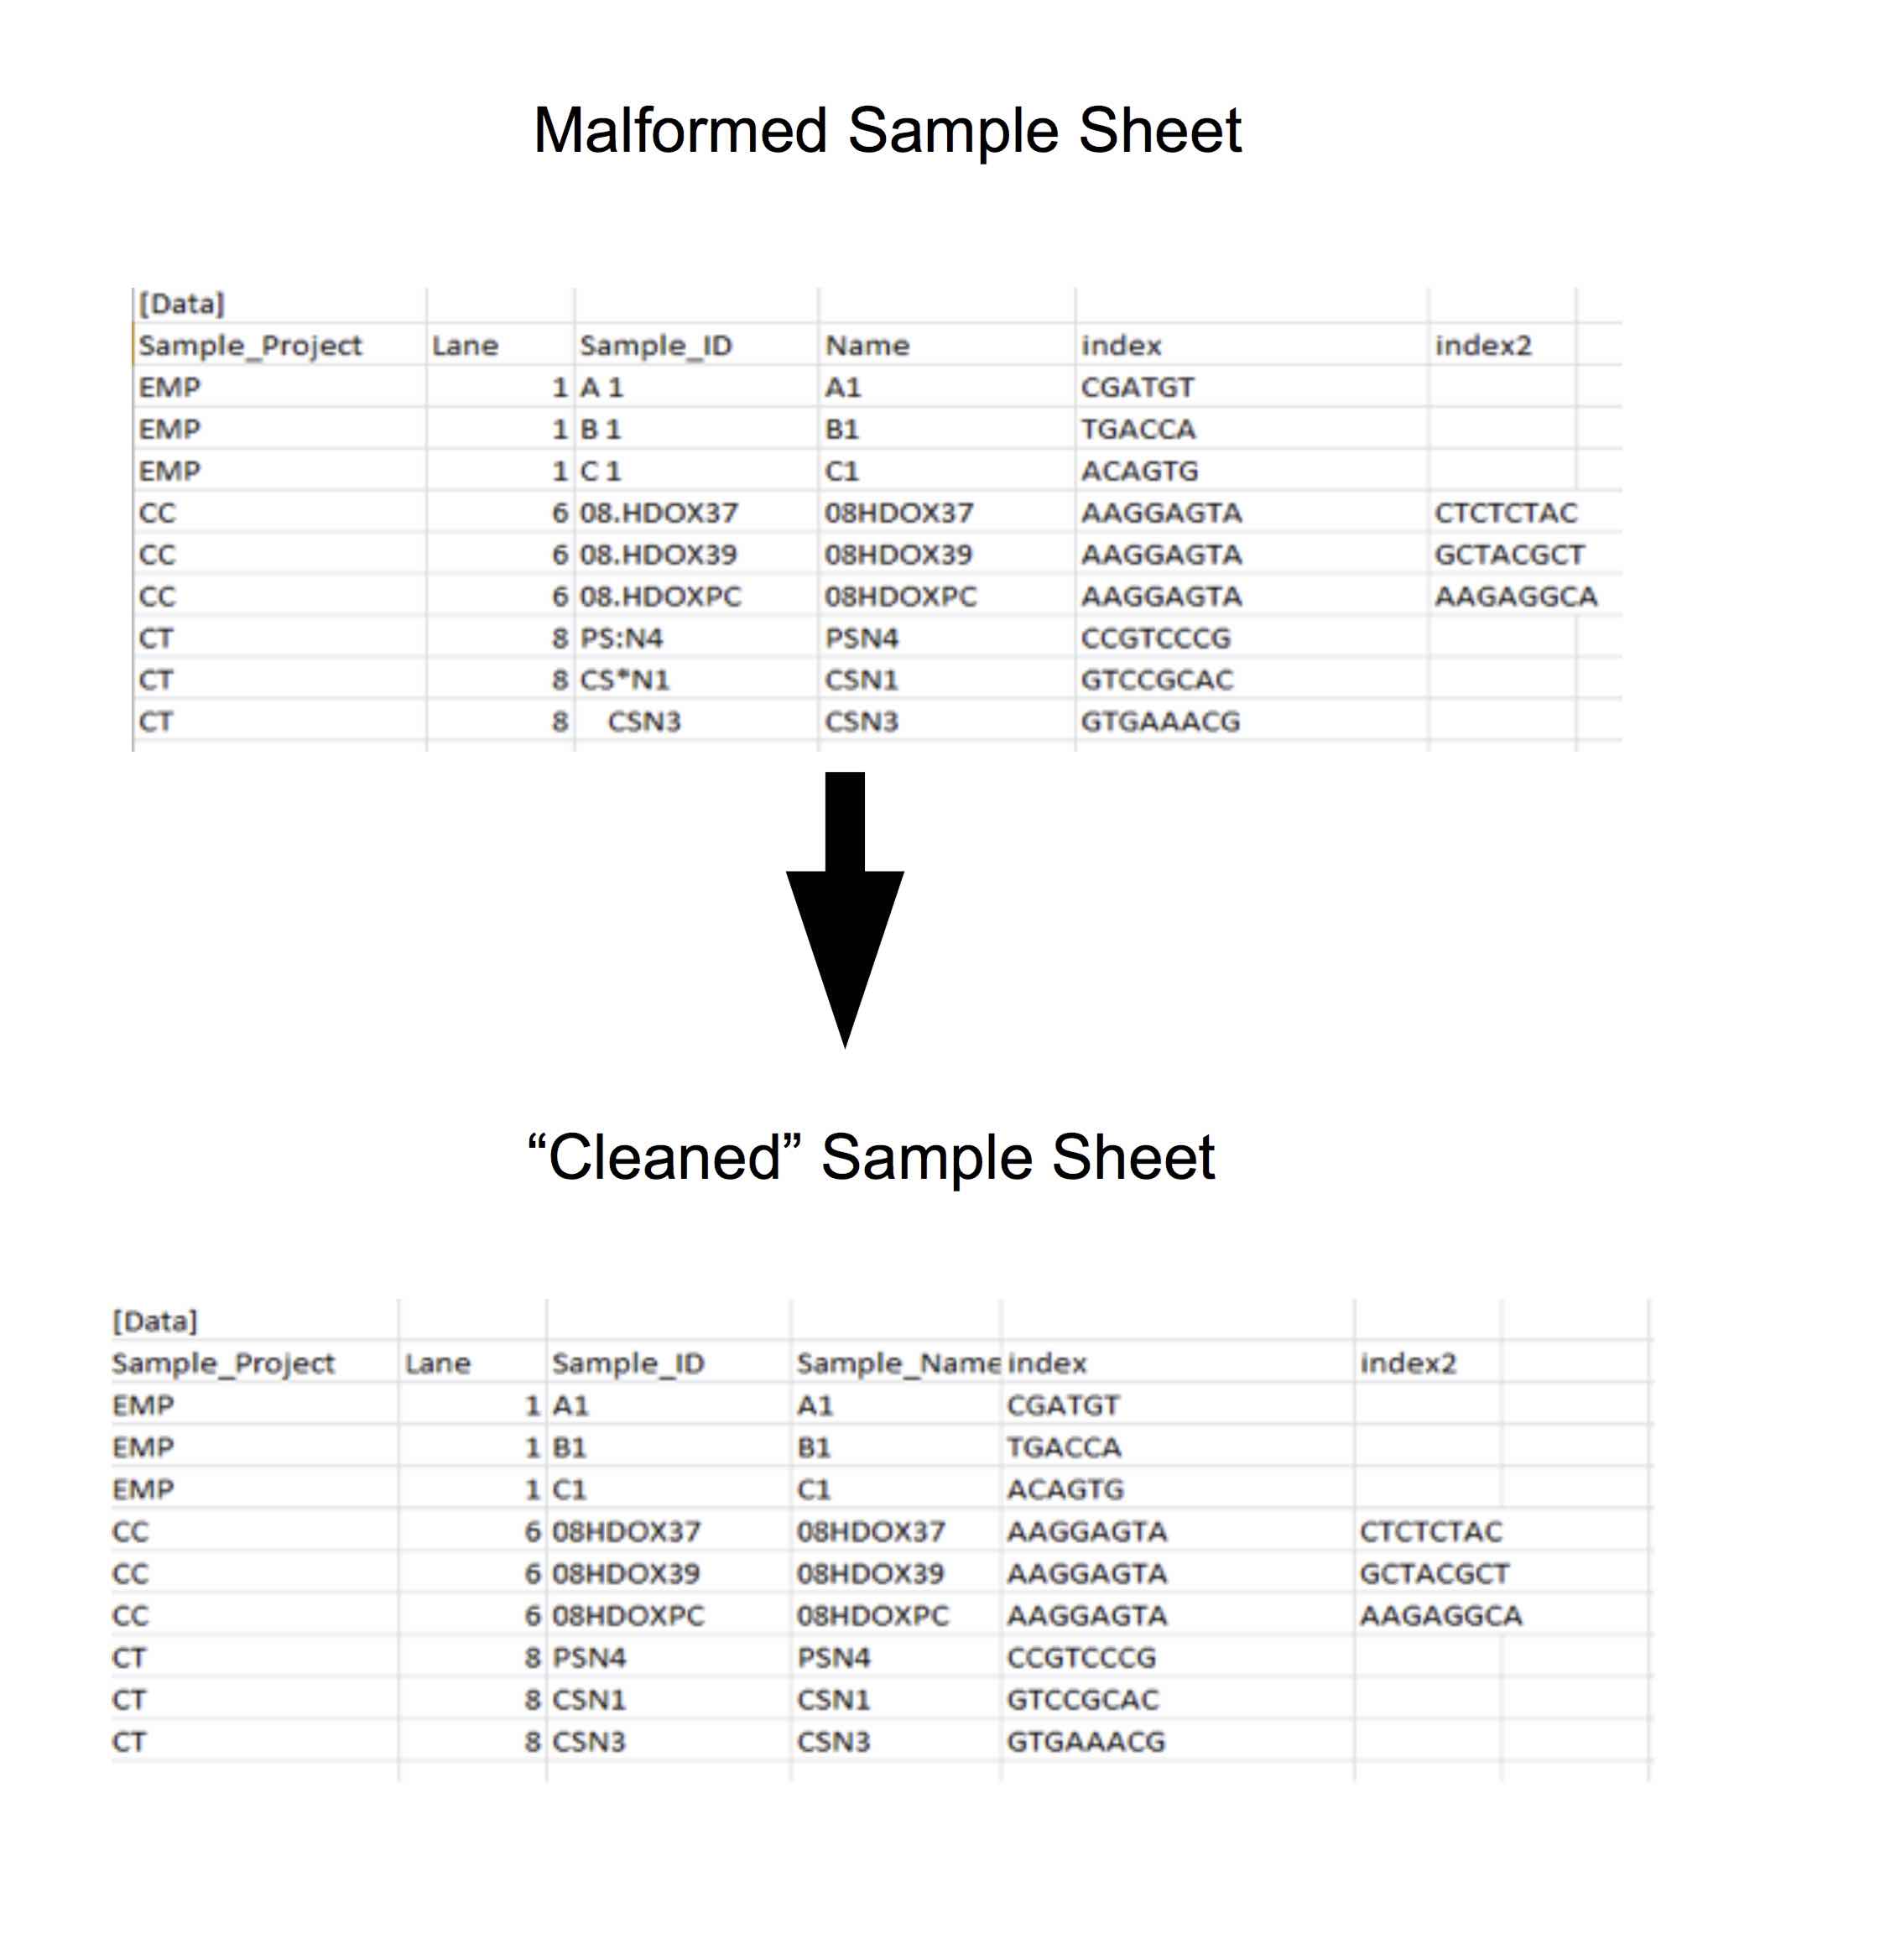 Malformed Sample Sheet
[Data]
Sample_Project Lane Sample_ID Name index index2
EMP 1 A 1 A1 CGATGT
EMP 1 B 1 B1 TGACCA
EMP 1 C 1 C1 ACAGTG
CC 6 08.HDOX37 08HDOX37 AAGGAGTA CTCTCTAC
CC 6 08.HDOX39 08HDOX39 AAGGAGTA GCTACGCT
CC 6 08.HDOXPC 08HDOXPC AAGGAGTA AAGAGGCA
CT 8 PS:N4 PSN4 CCGTCCCG
CT 8 CS*N1 CSN1 GTCCGCAC
CT 8 CSN3 CSN3 GTGAAACG
“Cleaned” Sample Sheet
[Data]
Sample_Project Lane Sample_ID Sample_Name index index2
EMP 1 A1 A1 CGATGT
EMP 1 B1 B1 TGACCA
EMP 1 C1 C1 ACAGTG
CC 6 08HDOX37 08HDOX37 AAGGAGTA CTCTCTAC
CC 6 08HDOX39 08HDOX39 AAGGAGTA GCTACGCT
CC 6 08HDOXPC 08HDOXPC AAGGAGTA AAGAGGCA
CT 8 PSN4 PSN4 CCGTCCCG
CT 8 CSN1 CSN1 GTCCGCAC
CT 8 CSN3 CSN3 GTGAAACG